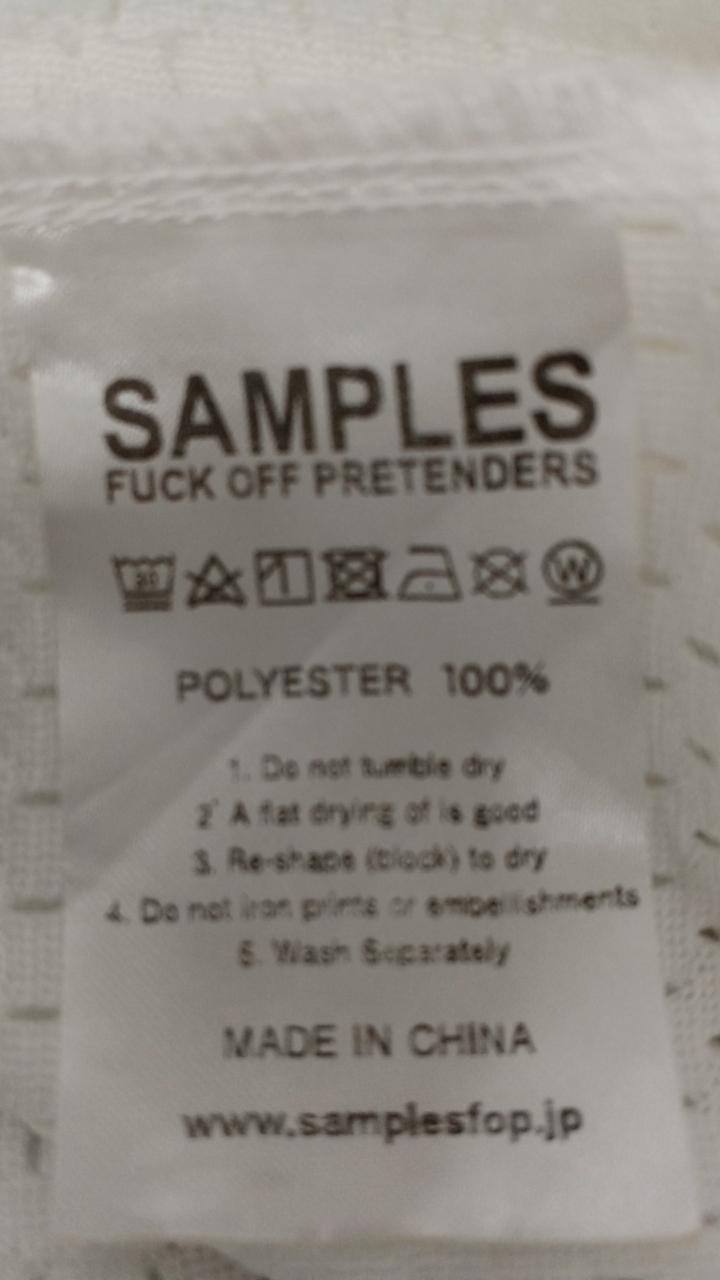 SAMPLES
FUCK OFF PRETENDERS
30 W
POLYESTER 100%
1. Do not tumble dry
2' A flat drying of is good
3. Re-shape (block) to dry
4. Do not iron prints or embellishments
5. Wash Separately
MADE IN CHINA
www.samplesfop.jp